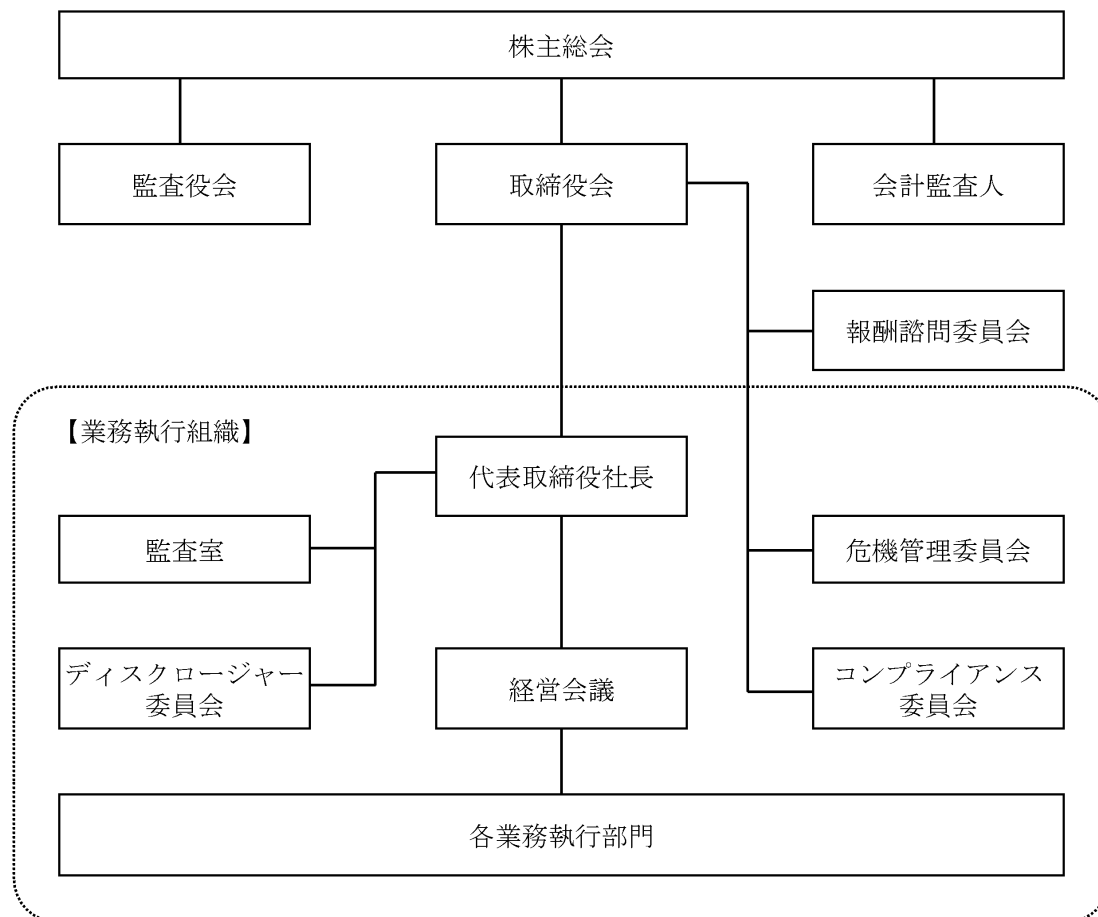 株主総会
監査役会
取締役会
会計監査人
報酬諮問委員会
【業務執行組織】
代表取締役社長
監査室
危機管理委員会
ディスクロージャー
委員会
経営会議
コンプライアンス
委員会
各業務執行部門